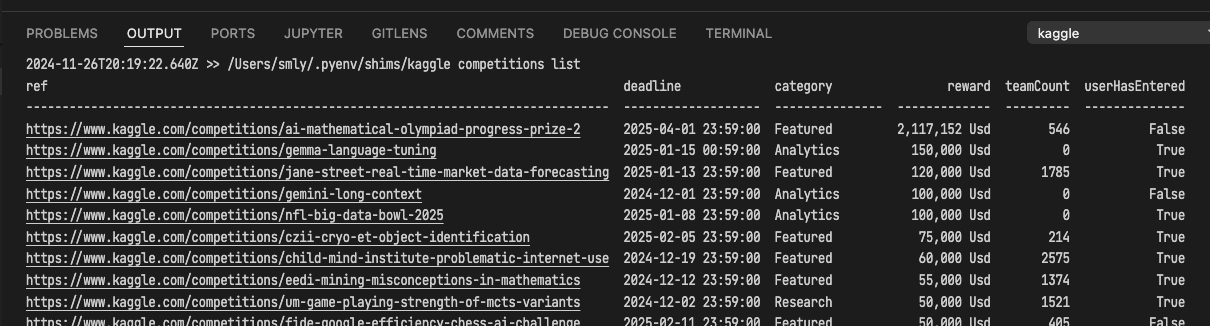 PROBLEMS OUTPUT PORTS JUPYTER GITLENS COMMENTS DEBUG CONSOLE TERMINAL kaggle
2024-11-26T20:19:22.640Z >> /Users/smly/.pyenv/shims/kaggle competitions list
ref deadline category reward teamCount userHasEntered
--------------------------------------------------------------------------------- ------------------- --------------- ------------- --------- --------------
https://www.kaggle.com/competitions/ai-mathematical-olympiad-progress-prize-2 2025-04-01 23:59:00 Featured 2,117,152 Usd 546 False
https://www.kaggle.com/competitions/gemma-language-tuning 2025-01-15 00:59:00 Analytics 150,000 Usd 0 True
https://www.kaggle.com/competitions/jane-street-real-time-market-data-forecasting 2025-01-13 23:59:00 Featured 120,000 Usd 1785 True
https://www.kaggle.com/competitions/gemini-long-context 2024-12-01 23:59:00 Analytics 100,000 Usd 0 False
https://www.kaggle.com/competitions/nfl-big-data-bowl-2025 2025-01-08 23:59:00 Analytics 100,000 Usd 0 True
https://www.kaggle.com/competitions/czii-cryo-et-object-identification 2025-02-05 23:59:00 Featured 75,000 Usd 214 True
https://www.kaggle.com/competitions/child-mind-institute-problematic-internet-use 2024-12-19 23:59:00 Featured 60,000 Usd 2575 True
https://www.kaggle.com/competitions/eedi-mining-misconceptions-in-mathematics 2024-12-12 23:59:00 Featured 55,000 Usd 1374 True
https://www.kaggle.com/competitions/um-game-playing-strength-of-mcts-variants 2024-12-02 23:59:00 Research 50,000 Usd 1521 True
https://www.kaggle.com/competitions/fide-google-efficiency-chess-ai-challenge 2025-02-11 23:59:00 Featured 50,000 Usd 405 False